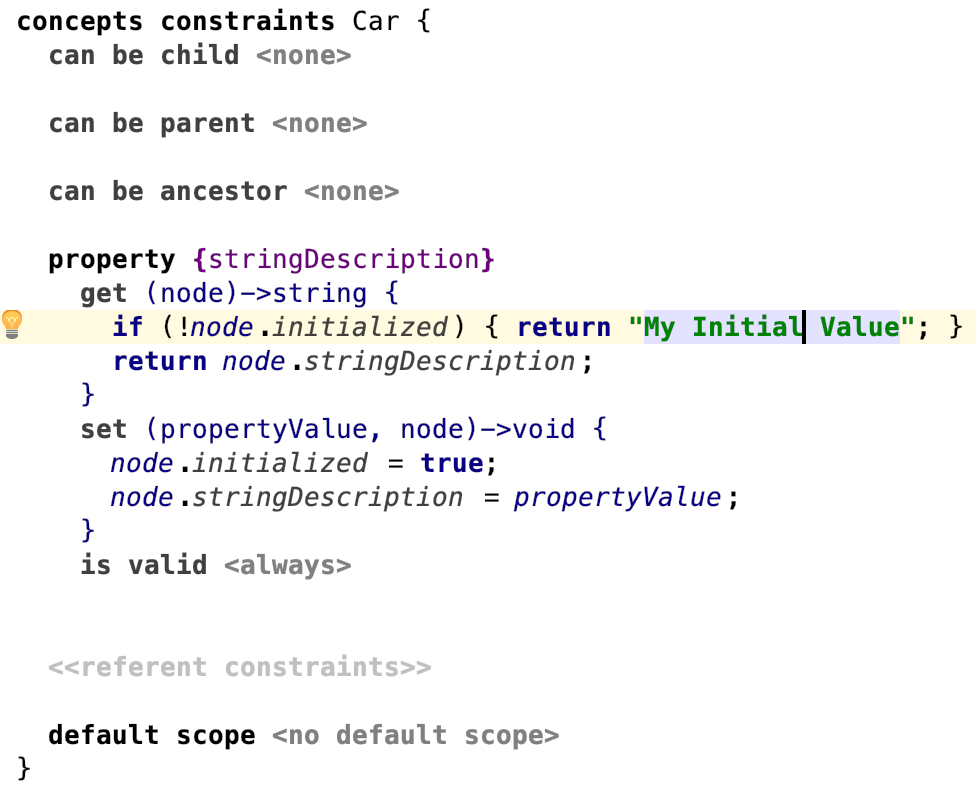 concepts constraints Car {
can be child <none>
can be parent <none>
can be ancestor <none>
property {stringDescription}
get (node)->string {
if (!node.initialized) { return "My Initial Value"; }
return node.stringDescription;
}
set (propertyValue, node)->void {
node.initialized = true;
node.stringDescription = propertyValue;
}
is valid <always>
<<referent constraints>>
default scope <no default scope>
}